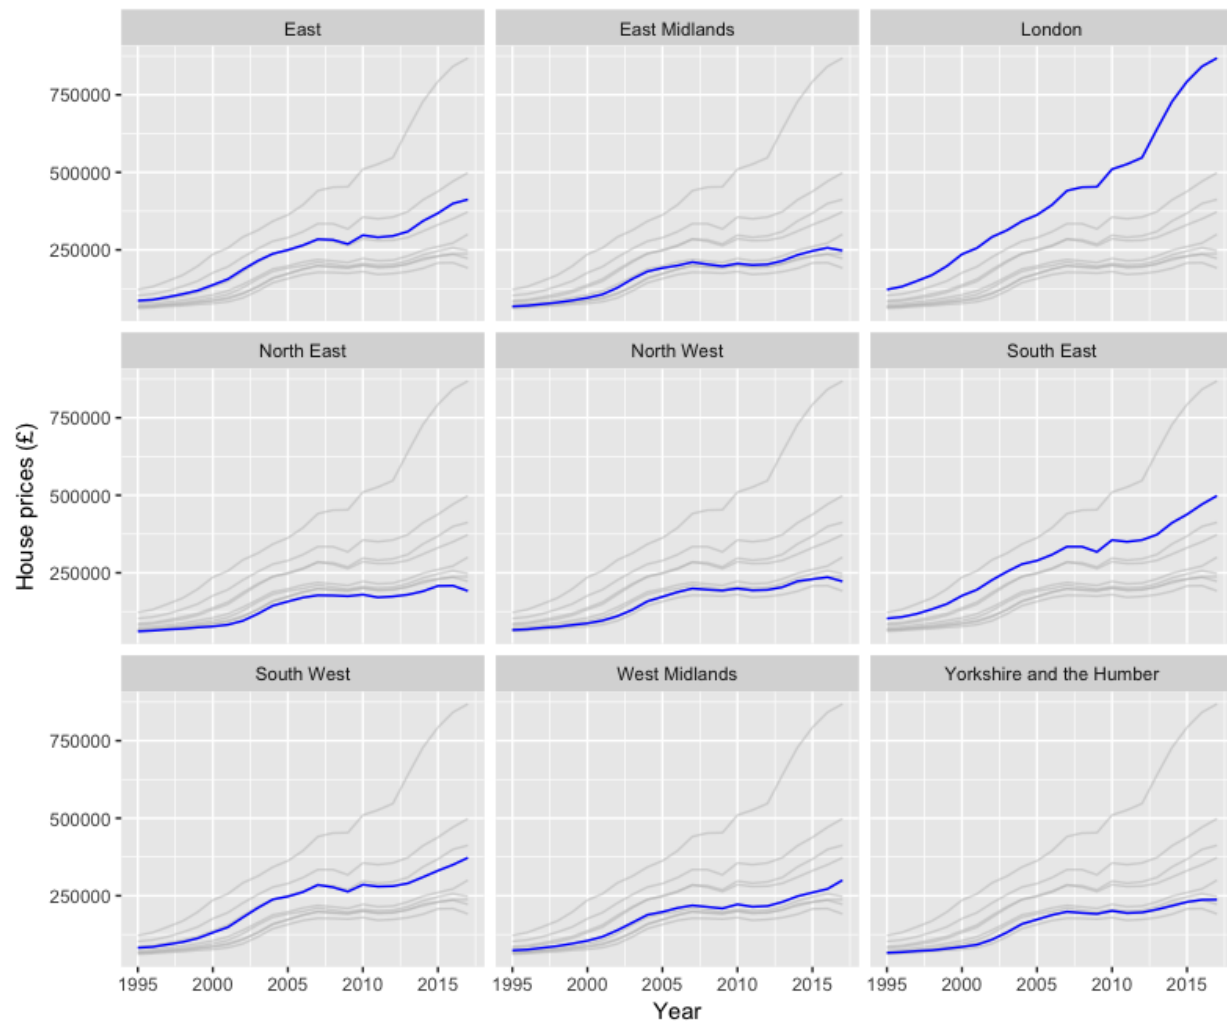 East East Midlands London
750000
500000
250000
North East North West South East
750000
500000
250000
South West West Midlands Yorkshire and the Humber
750000
500000
250000
1995 2000 2005 2010 2015 1995 2000 2005 2010 2015 1995 2000 2005 2010 2015
Year
House prices (£)